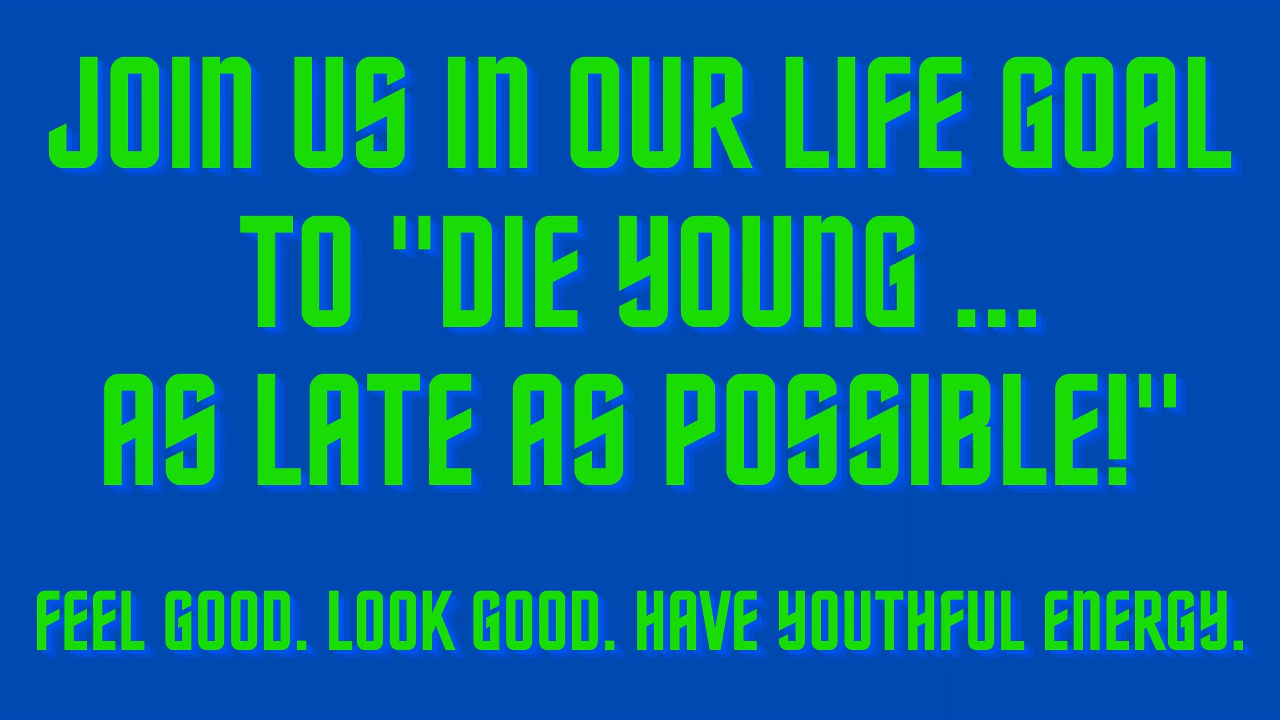 JOIN US IN OUR LIFE GOAL
TO "DIE YOUNG ...
AS LATE AS POSSIBLE!"
FEEL GOOD. LOOK GOOD. HAVE YOUTHFUL ENERGY.